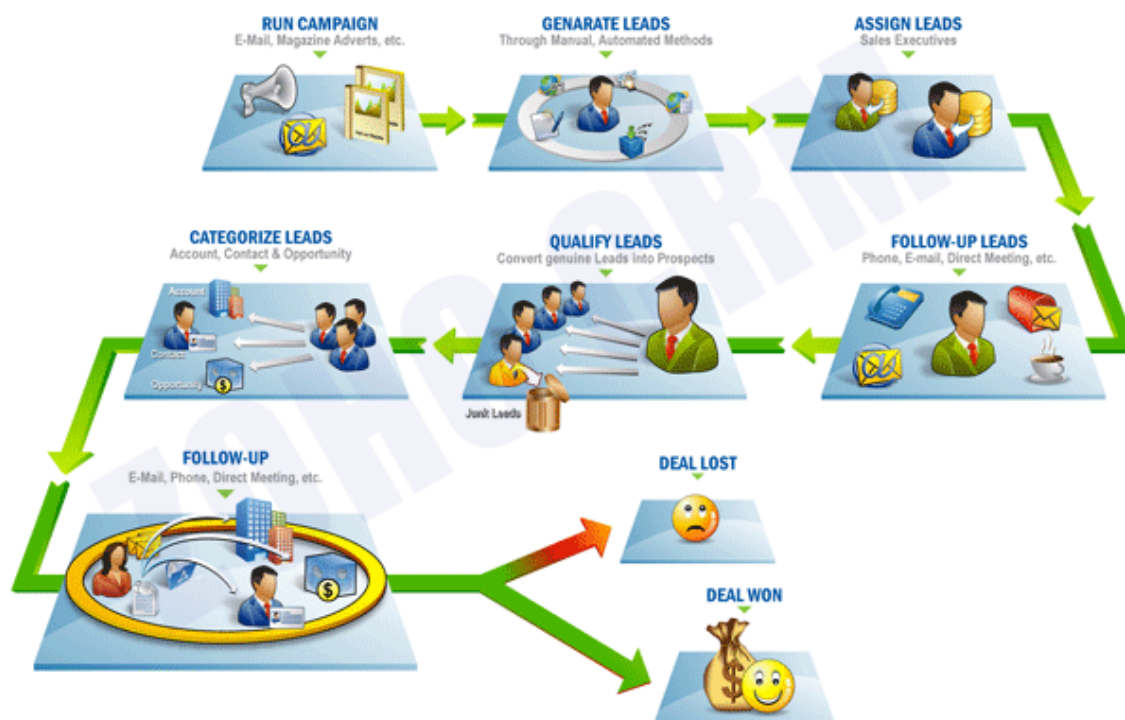 RUN CAMPAIGN
E-Mail, Magazine Adverts, etc.
GENARATE LEADS
Through Manual, Automated Methods
ASSIGN LEADS
Sales Executives
CATEGORIZE LEADS
Account, Contact & Opportunity
Account
Contact
Opportunity
$
QUALIFY LEADS
Convert genuine Leads into Prospects
Junk Leads
FOLLOW-UP LEADS
Phone, E-mail, Direct Meeting, etc.
FOLLOW-UP
E-Mail, Phone, Direct Meeting, etc.
$
DEAL LOST
DEAL WON
$
ZOHO CRM